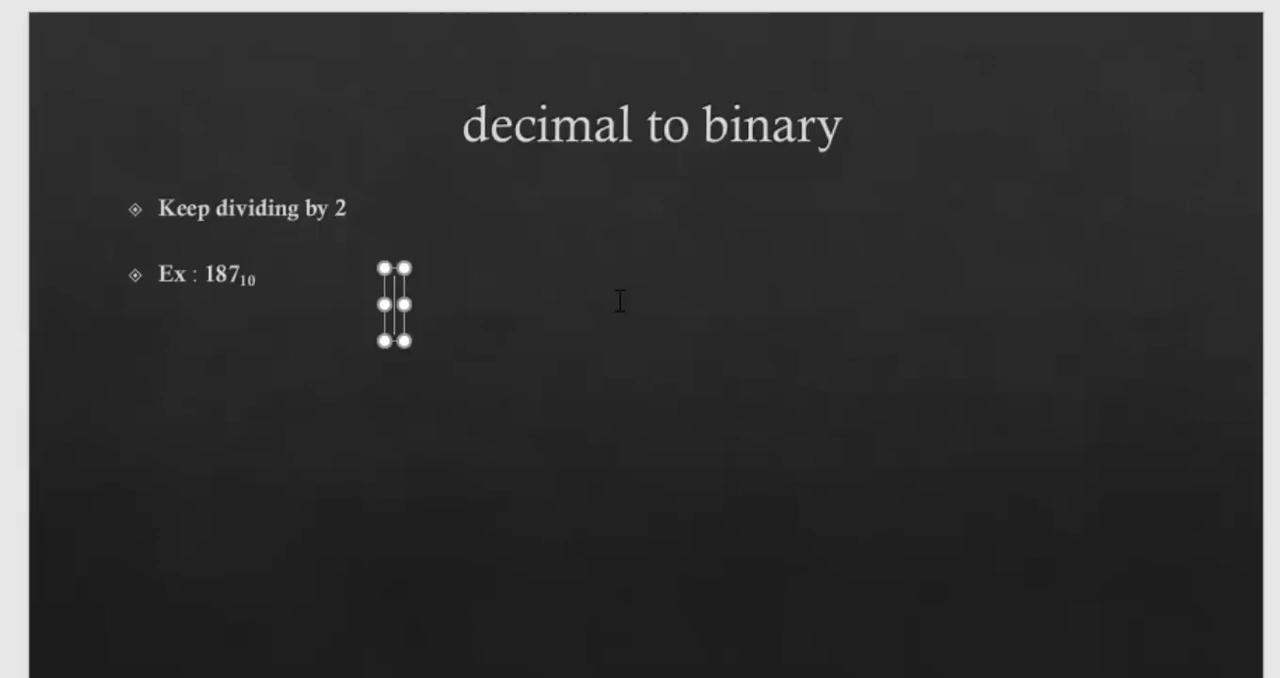 decimal to binary
Keep dividing by 2
Ex : 187₁₀